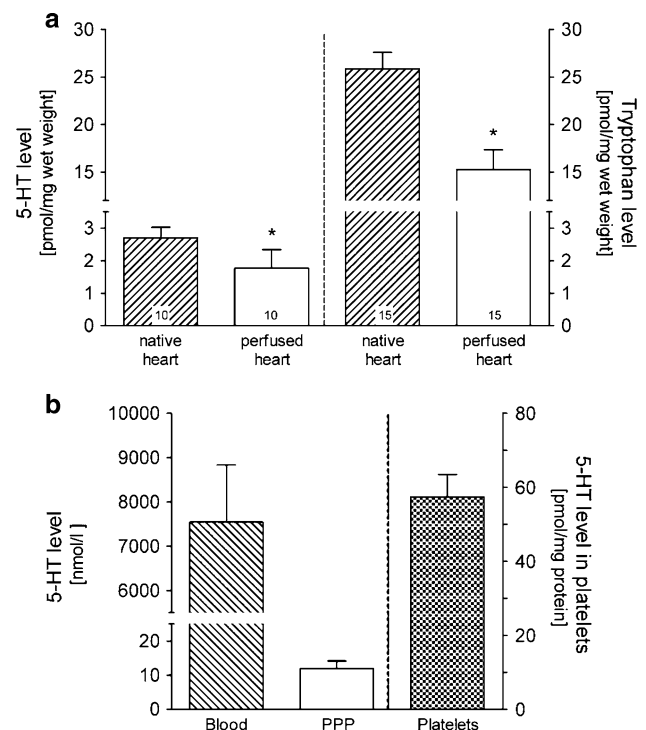 a
30
25
20
15
3
2
1
0
5-HT level
[pmol/mg wet weight]
*
*
10
10
15
15
native
heart
perfused
heart
native
heart
perfused
heart
30
25
20
15
3
2
1
0
Tryptophan level
[pmol/mg wet weight]
b
10000
9000
8000
7000
6000
20
10
0
5-HT level
[nmol/l ]
Blood
PPP
Platelets
80
60
40
20
0
5-HT level in platelets
[pmol/mg protein]